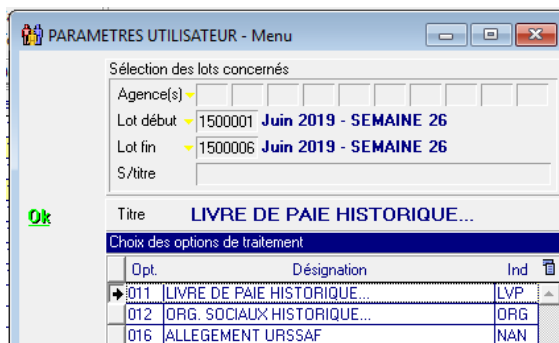 PARAMETRES UTILISATEUR - Menu
Sélection des lots concernés
Agence(s)
Lot début 1500001 Juin 2019 - SEMAINE 26
Lot fin 1500006 Juin 2019 - SEMAINE 26
S/titre
Ok
Titre LIVRE DE PAIE HISTORIQUE...
Choix des options de traitement
Opt. Désignation Ind
011 LIVRE DE PAIE HISTORIQUE... LVP
012 ORG. SOCIAUX HISTORIQUE... ORG
016 ALLEGEMENT URSSAF NAN